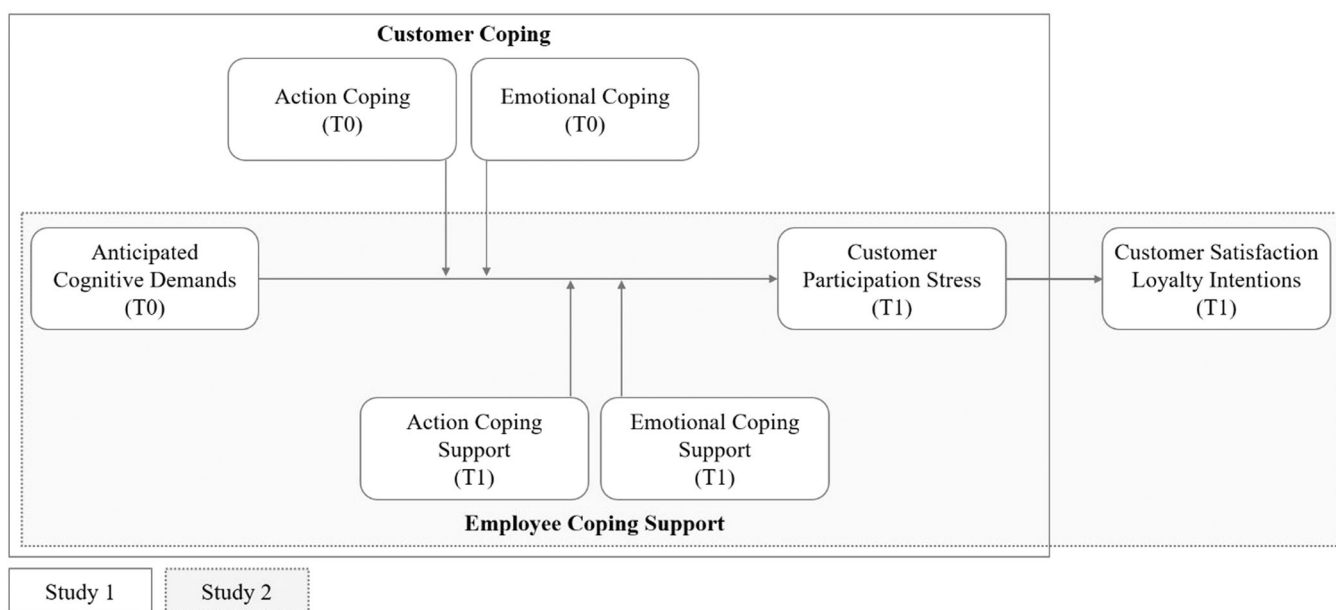 Customer Coping
Action Coping
(T0)
Emotional Coping
(T0)
Anticipated
Cognitive Demands
(T0)
Customer
Participation Stress
(T1)
Customer Satisfaction
Loyalty Intentions
(T1)
Action Coping
Support
(T1)
Emotional Coping
Support
(T1)
Employee Coping Support
Study 1
Study 2